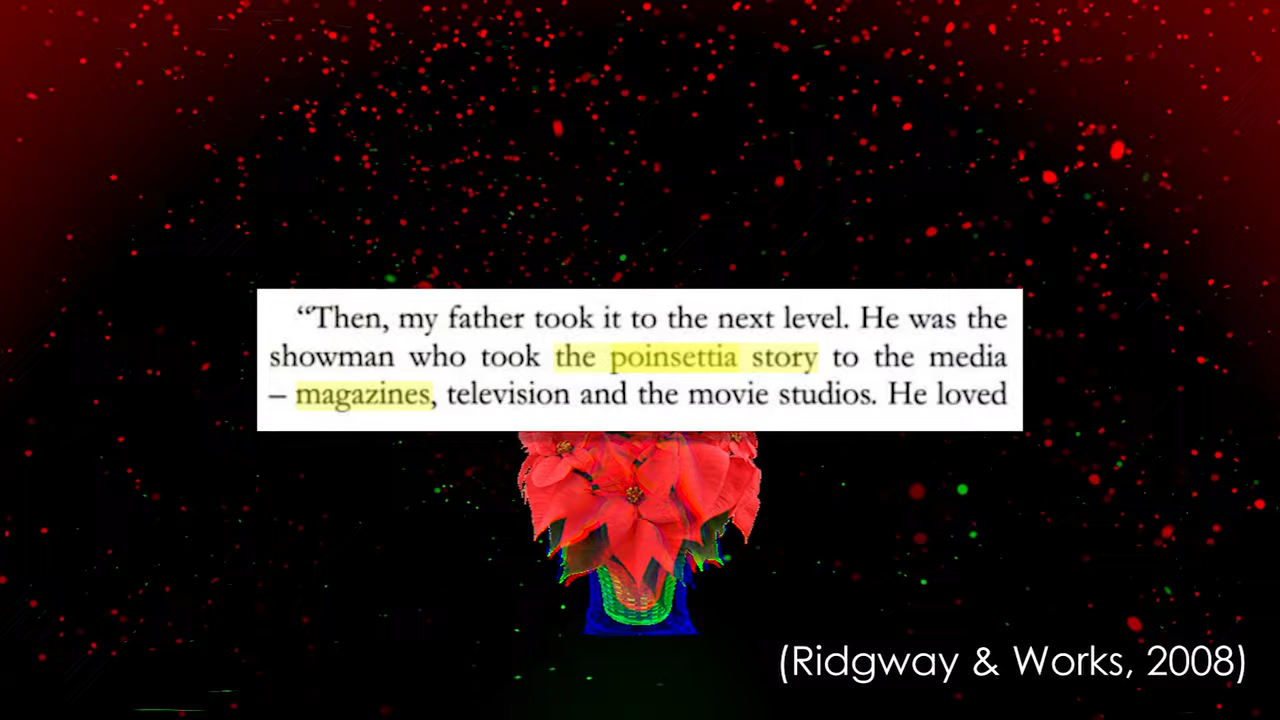 “Then, my father took it to the next level. He was the
showman who took the poinsettia story to the media
– magazines, television and the movie studios. He loved
(Ridgway & Works, 2008)